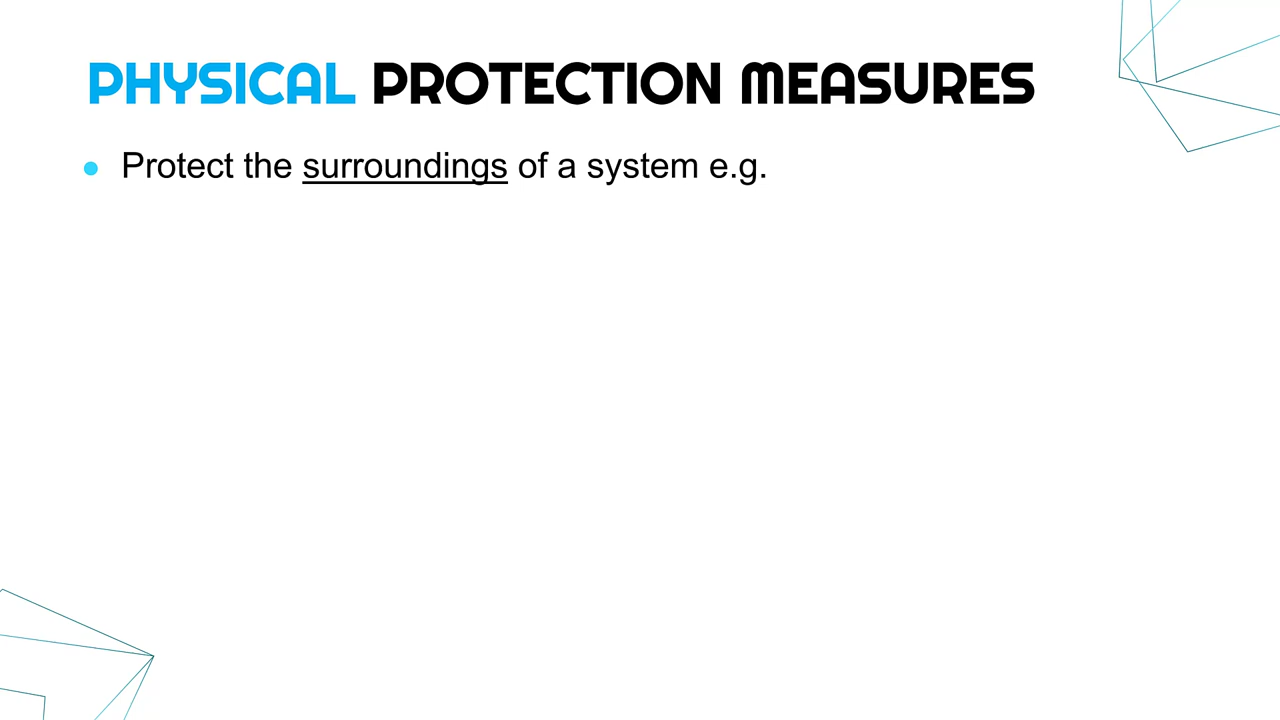 PHYSICAL PROTECTION MEASURES
Protect the surroundings of a system e.g.